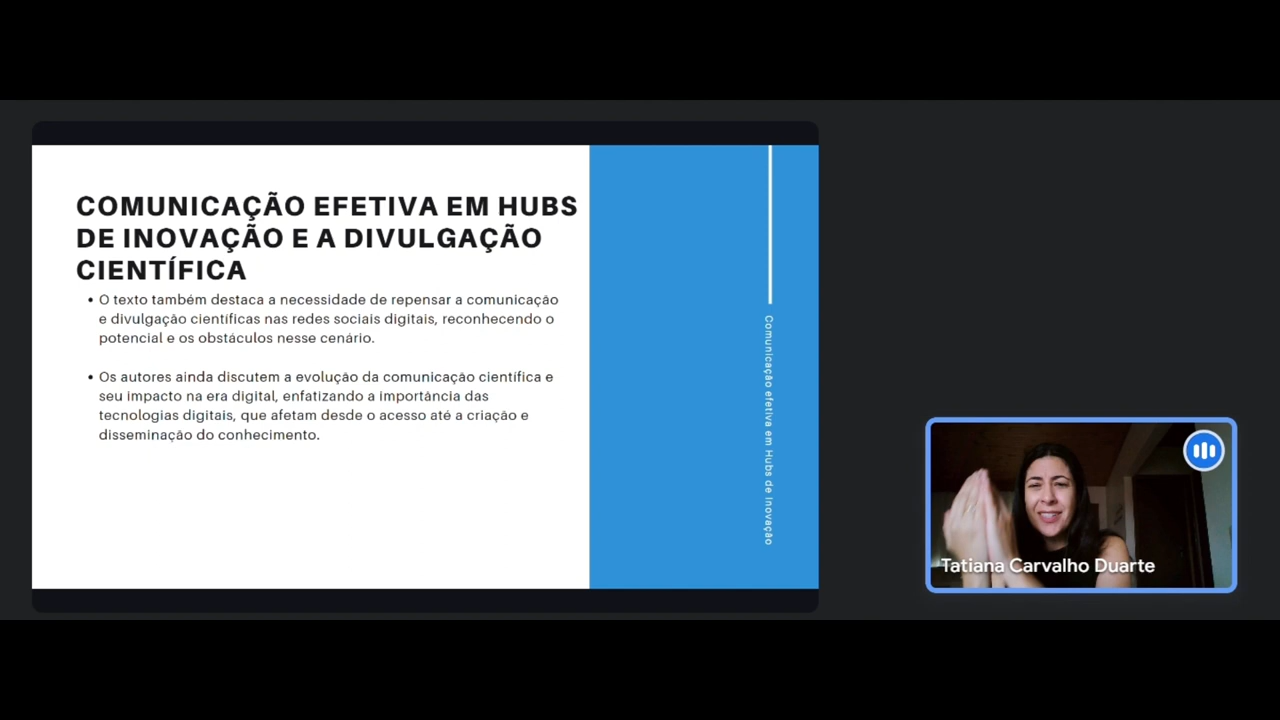 COMUNICAÇÃO EFETIVA EM HUBS
DE INOVAÇÃO E A DIVULGAÇÃO
CIENTÍFICA
• O texto também destaca a necessidade de repensar a comunicação
e divulgação científicas nas redes sociais digitais, reconhecendo o
potencial e os obstáculos nesse cenário.
• Os autores ainda discutem a evolução da comunicação científica e
seu impacto na era digital, enfatizando a importância das
tecnologias digitais, que afetam desde o acesso até a criação e
disseminação do conhecimento.
Comunicação efetiva em Hubs de Inovação
Tatiana Carvalho Duarte